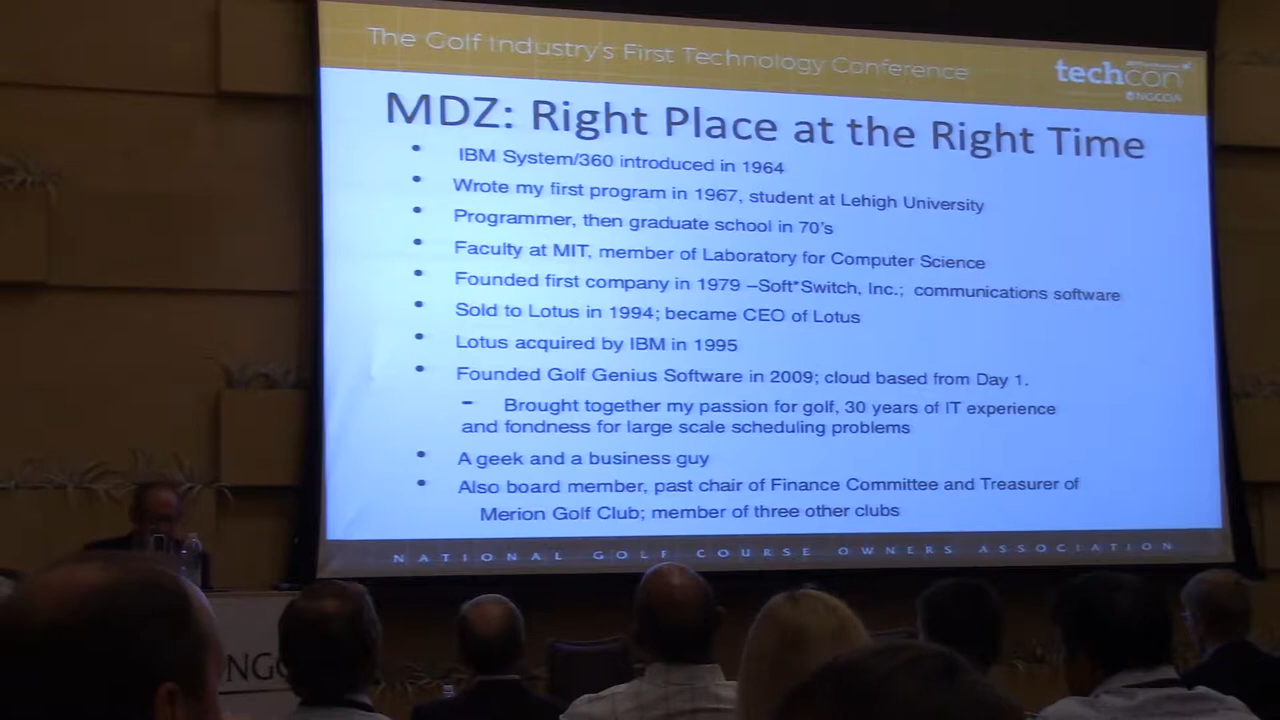 The Golf Industry's First Technology Conference
techcon
@NGCOA
MDZ: Right Place at the Right Time
• IBM System/360 introduced in 1964
• Wrote my first program in 1967, student at Lehigh University
• Programmer, then graduate school in 70's
• Faculty at MIT, member of Laboratory for Computer Science
• Founded first company in 1979 –Soft*Switch, Inc.; communications software
• Sold to Lotus in 1994; became CEO of Lotus
• Lotus acquired by IBM in 1995
• Founded Golf Genius Software in 2009; cloud based from Day 1.
– Brought together my passion for golf, 30 years of IT experience
and fondness for large scale scheduling problems
• A geek and a business guy
• Also board member, past chair of Finance Committee and Treasurer of
Merion Golf Club; member of three other clubs
NATIONAL GOLF COURSE OWNERS ASSOCIATION
NGC